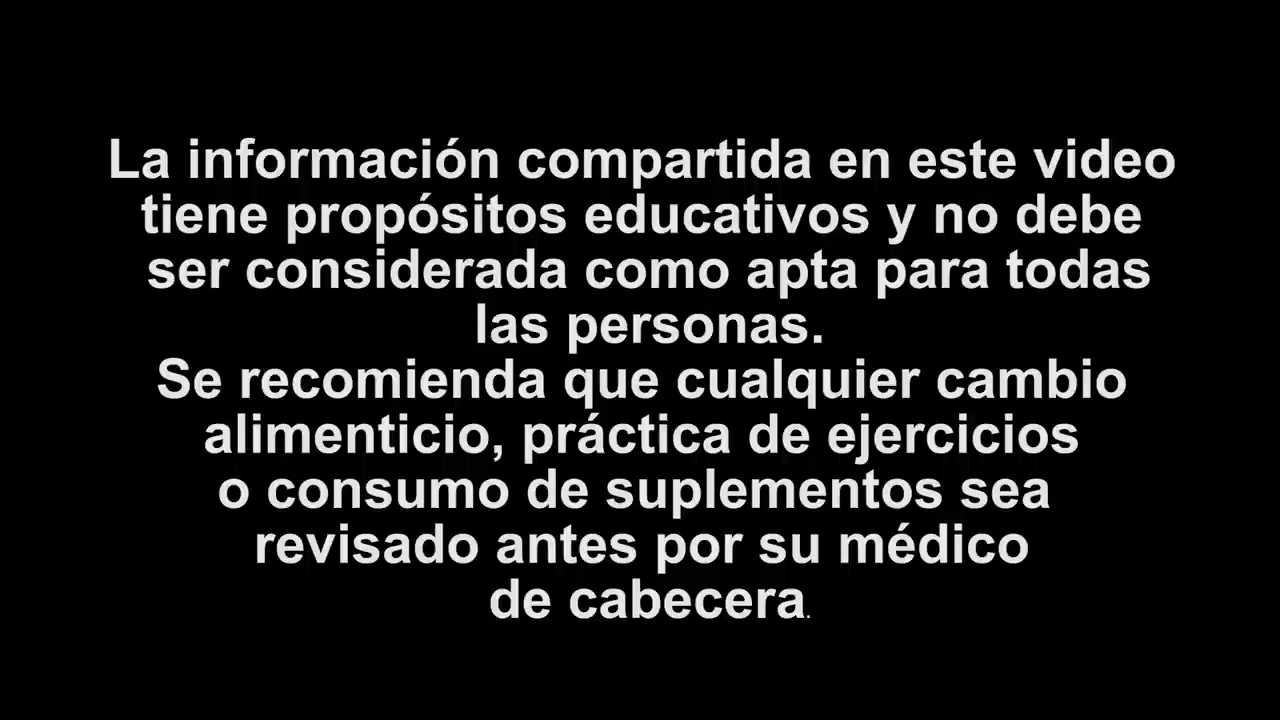 La información compartida en este video
tiene propósitos educativos y no debe
ser considerada como apta para todas
las personas.
Se recomienda que cualquier cambio
alimenticio, práctica de ejercicios
o consumo de suplementos sea
revisado antes por su médico
de cabecera.